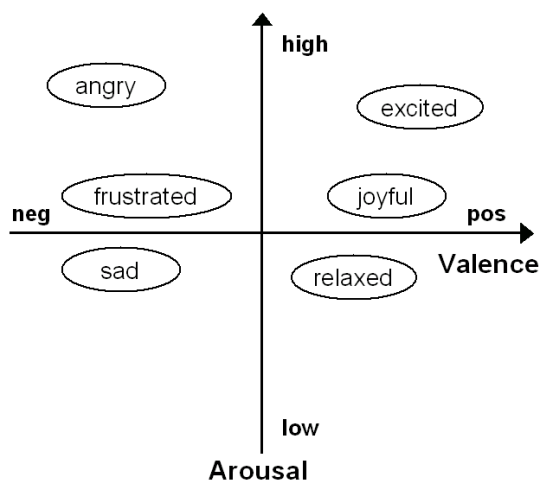 high
angry
excited
frustrated
joyful
neg
pos
Valence
sad
relaxed
low
Arousal